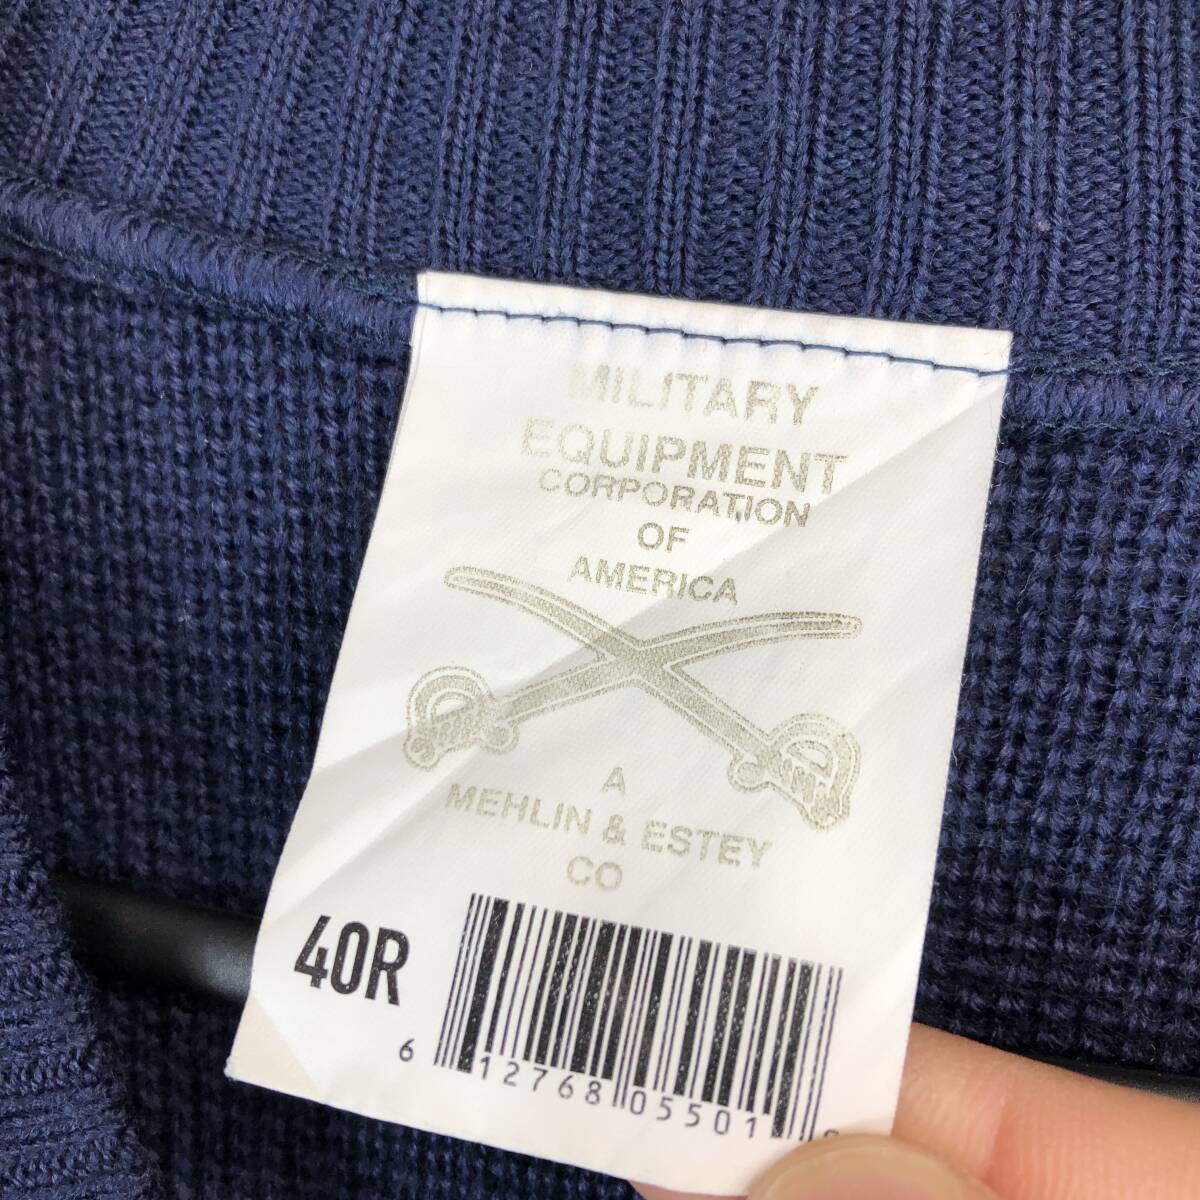 MILITARY
EQUIPMENT
CORPORATION
OF
AMERICA
A
MEHLIN & ESTEY
CO
40R
6 12768 05501